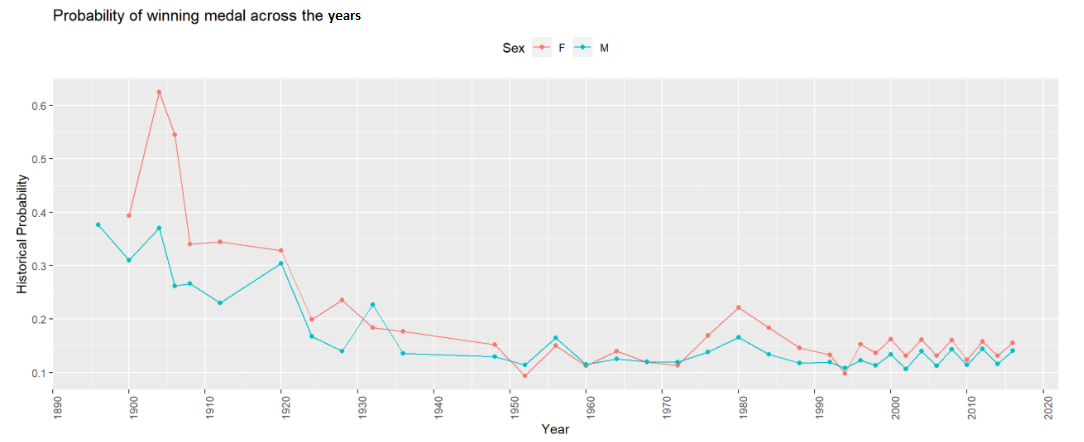 Probability of winning medal across the years
Sex F M
0.6
0.5
0.4
0.3
0.2
0.1
Historical Probability
1890 1900 1910 1920 1930 1940 1950 1960 1970 1980 1990 2000 2010 2020
Year